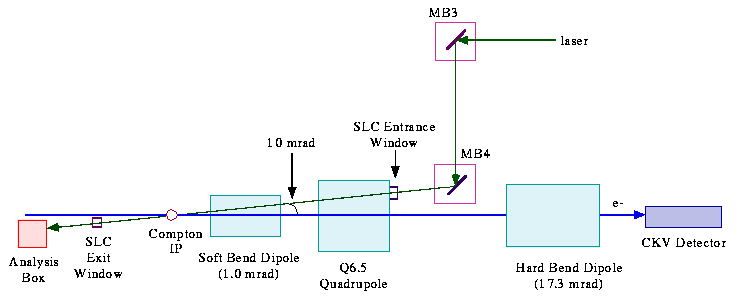 MB3
laser
SLC Entrance
Window
10 mrad
MB4
e-
Compton
IP
SLC
Exit
Window
Analysis
Box
Soft Bend Dipole
(1.0 mrad)
Q6.5
Quadrupole
Hard Bend Dipole
(17.3 mrad)
CKV Detector